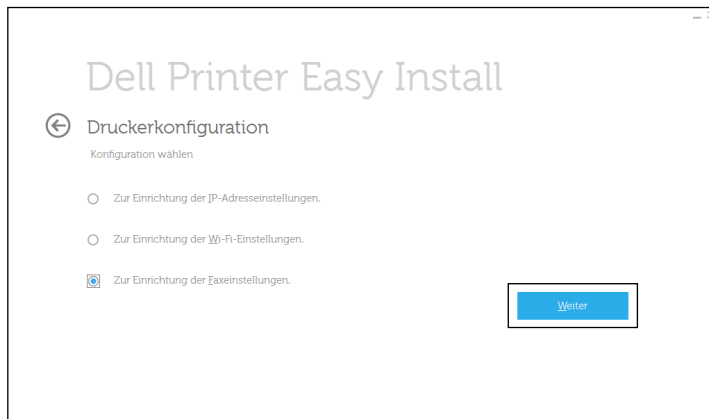 Dell Printer Easy Install
Druckerkonfiguration
Konfiguration wählen
Zur Einrichtung der IP-Adresseinstellungen.
Zur Einrichtung der Wi-Fi-Einstellungen.
Zur Einrichtung der Faxeinstellungen.
Weiter